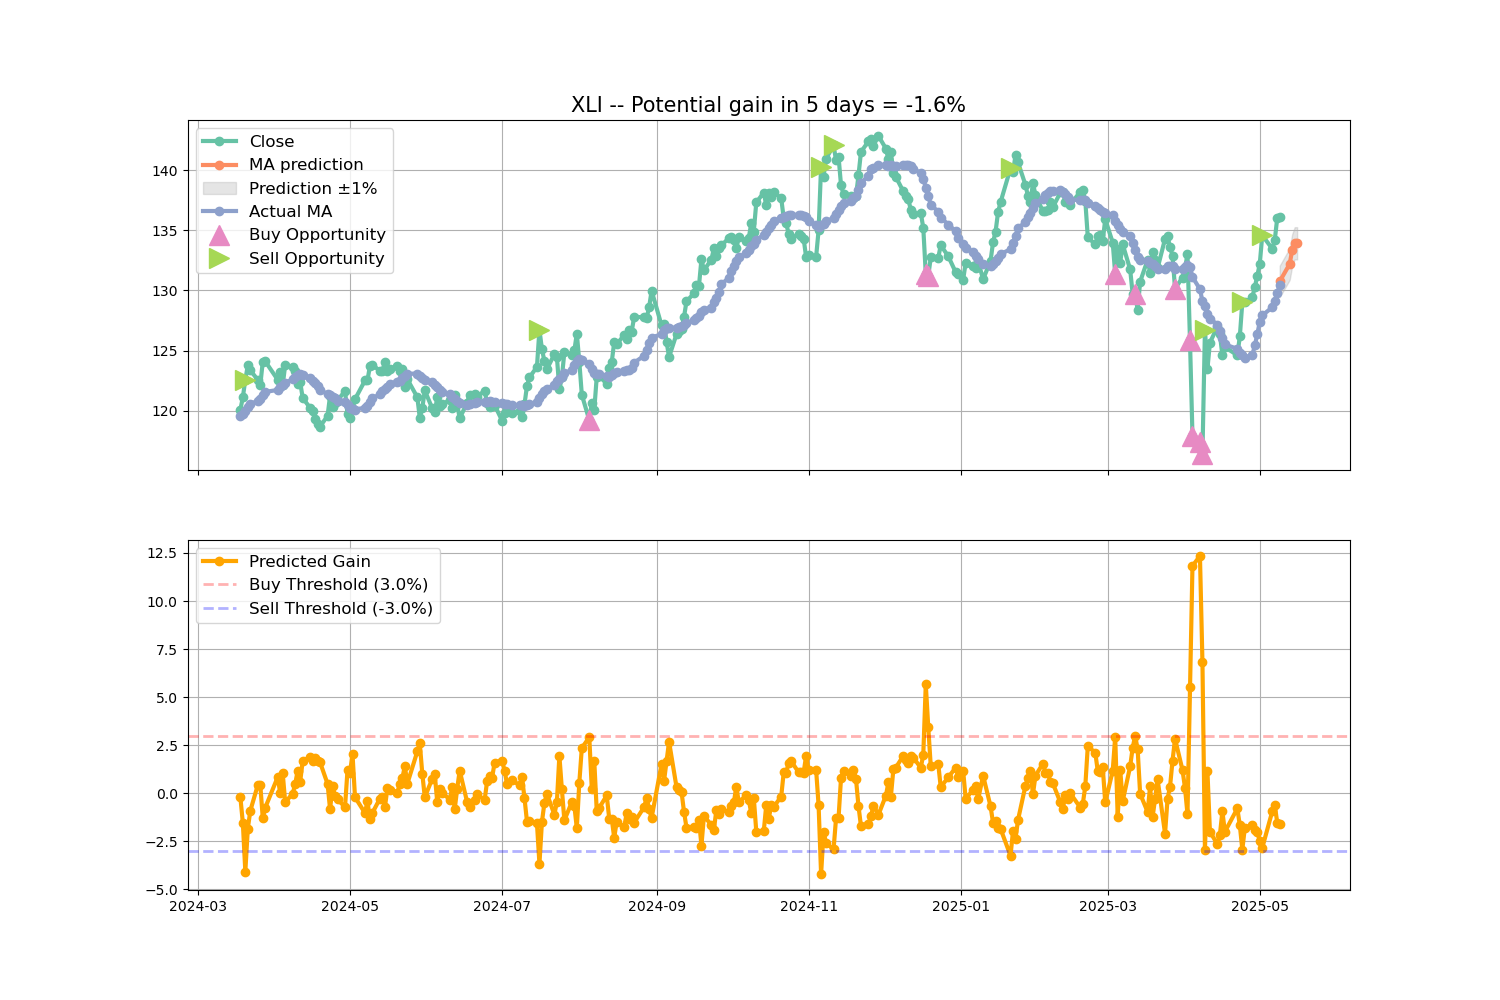 XLI -- Potential gain in 5 days = -1.6%
Close
MA prediction
Prediction ±1%
Actual MA
Buy Opportunity
Sell Opportunity
140
135
130
125
120
Predicted Gain
Buy Threshold (3.0%)
Sell Threshold (-3.0%)
12.5
10.0
7.5
5.0
2.5
0.0
−2.5
−5.0
2024-03 2024-05 2024-07 2024-09 2024-11 2025-01 2025-03 2025-05